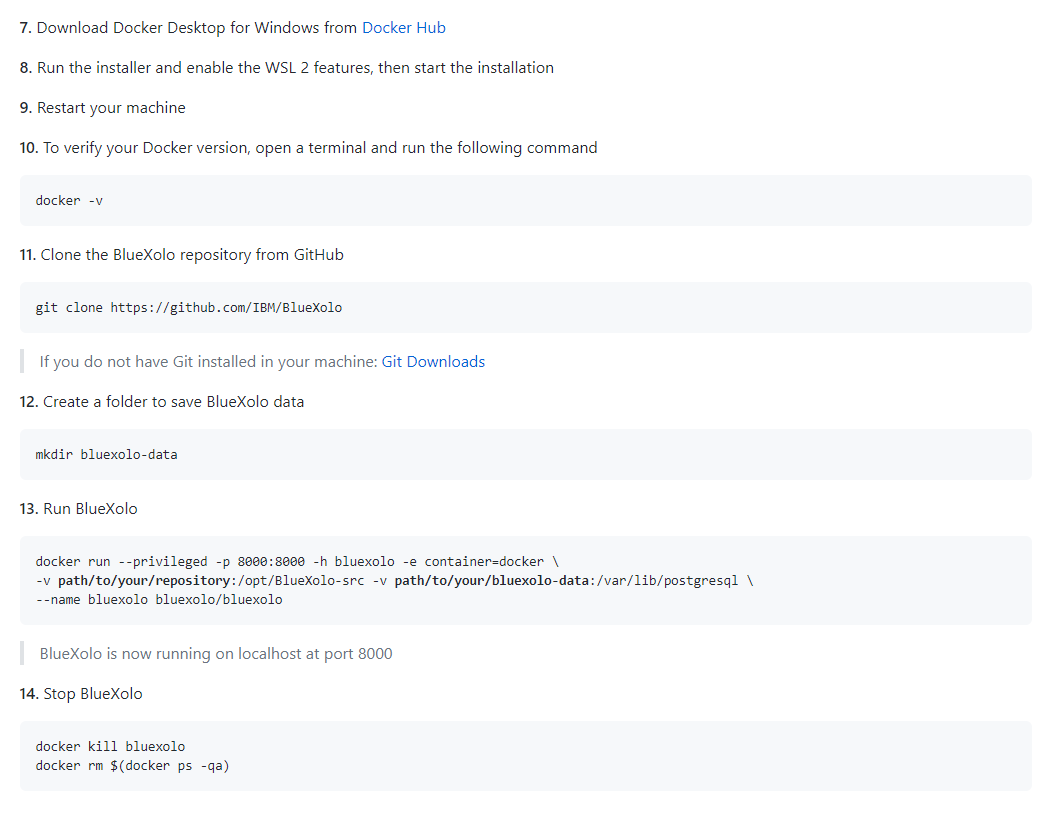 7. Download Docker Desktop for Windows from Docker Hub
8. Run the installer and enable the WSL 2 features, then start the installation
9. Restart your machine
10. To verify your Docker version, open a terminal and run the following command
docker -v
11. Clone the BlueXolo repository from GitHub
git clone https://github.com/IBM/BlueXolo
If you do not have Git installed in your machine: Git Downloads
12. Create a folder to save BlueXolo data
mkdir bluexolo-data
13. Run BlueXolo
docker run --privileged -p 8000:8000 -h bluexolo -e container=docker \
-v path/to/your/repository:/opt/BlueXolo-src -v path/to/your/bluexolo-data:/var/lib/postgresql \
--name bluexolo bluexolo/bluexolo
BlueXolo is now running on localhost at port 8000
14. Stop BlueXolo
docker kill bluexolo
docker rm $(docker ps -qa)